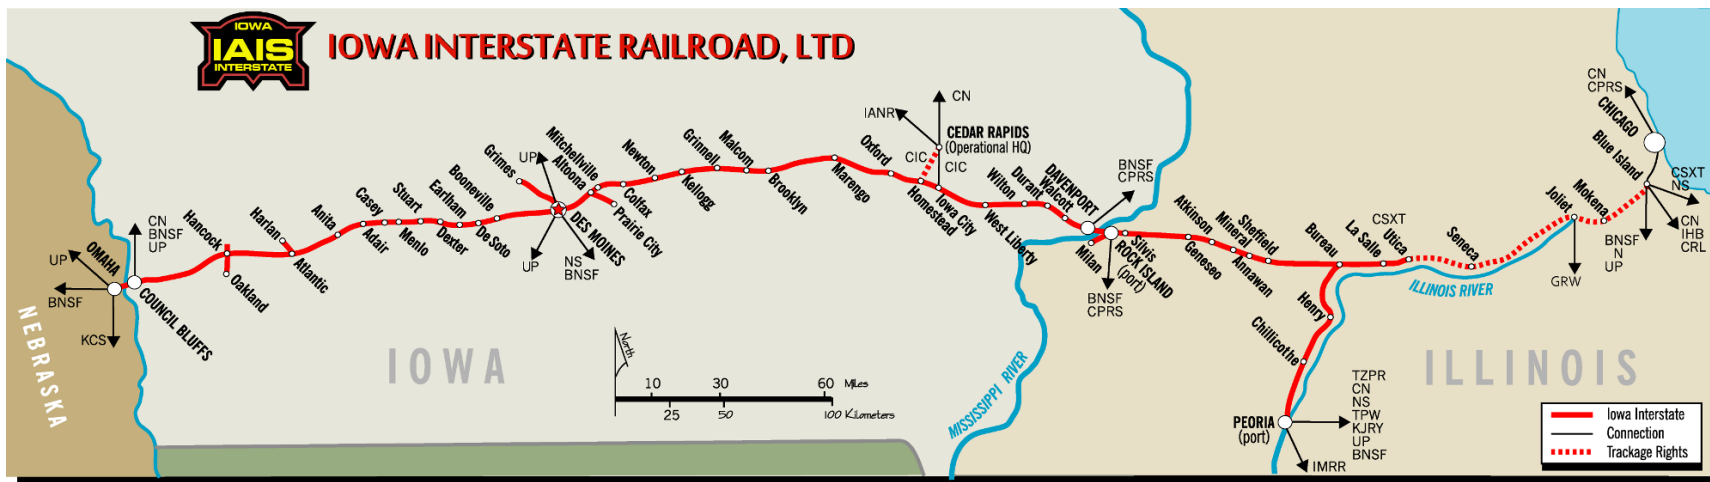 IOWA
IAIS
INTERSTATE
IOWA INTERSTATE RAILROAD, LTD
NEBRASKA
IOWA
ILLINOIS
UP
OMAHA
BNSF
KCS
CN
BNSF
UP
COUNCIL BLUFFS
Hancock
Oakland
Harlan
Atlantic
Anita
Casey
Adair
Stuart
Menlo
Earlham
Dexter
Booneville
De Soto
Grimes
UP
DES MOINES
UP
NS
BNSF
Mitchellville
Altoona
Colfax
Prairie City
Newton
Kellogg
Grinnell
Malcom
Brooklyn
Marengo
Oxford
Homestead
IANR
CN
CEDAR RAPIDS
(Operational HQ)
CIC
CIC
Iowa City
West Liberty
Wilton
Durant
Walcott
DAVENPORT
BNSF
CPRS
Milan
ROCK ISLAND
(port)
Silvis
BNSF
CPRS
MISSISSIPPI RIVER
Geneseo
Atkinson
Mineral
Annawan
Sheffield
Bureau
La Salle
Utica
CSXT
Seneca
ILLINOIS RIVER
Henry
Chillicothe
PEORIA
(port)
TZPR
CN
NS
TPW
KJRY
UP
BNSF
IMRR
Joliet
GRW
Mokena
Blue Island
CHICAGO
CN
CPRS
CSXT
NS
CN
IHB
CRL
BNSF
N
UP
North
10 30 60 Miles
25 50 100 Kilometers
Iowa Interstate
Connection
Trackage Rights